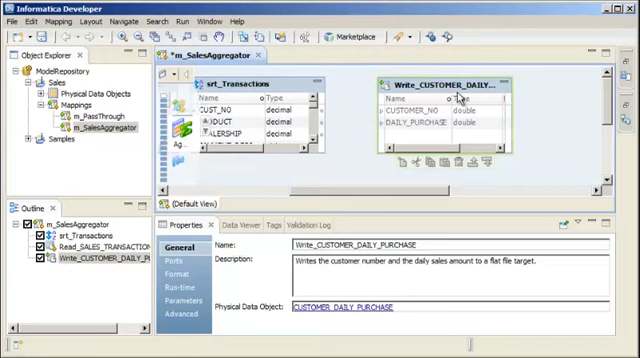 Informatica Developer
File Edit Mapping Layout Navigate Search Run Window Help
Marketplace
Object Explorer
ModelRepository
Sales
Physical Data Objects
Mappings
m_PassThrough
m_SalesAggregator
Samples
*m_SalesAggregator
srt_Transactions
Name Type
CUST_NO decimal
ODUCT decimal
ALERSHIP decimal
Ag...
Write_CUSTOMER_DAILY...
Name Type
CUSTOMER_NO double
DAILY_PURCHASE double
(Default View)
Outline
m_SalesAggregator
srt_Transactions
Read_SALES_TRANSACTION
Write_CUSTOMER_DAILY_PU
Properties Data Viewer Tags Validation Log
General
Ports
Format
Run-time
Parameters
Advanced
Name: Write_CUSTOMER_DAILY_PURCHASE
Description: Writes the customer number and the daily sales amount to a flat file target.
Physical Data Object: CUSTOMER_DAILY_PURCHASE